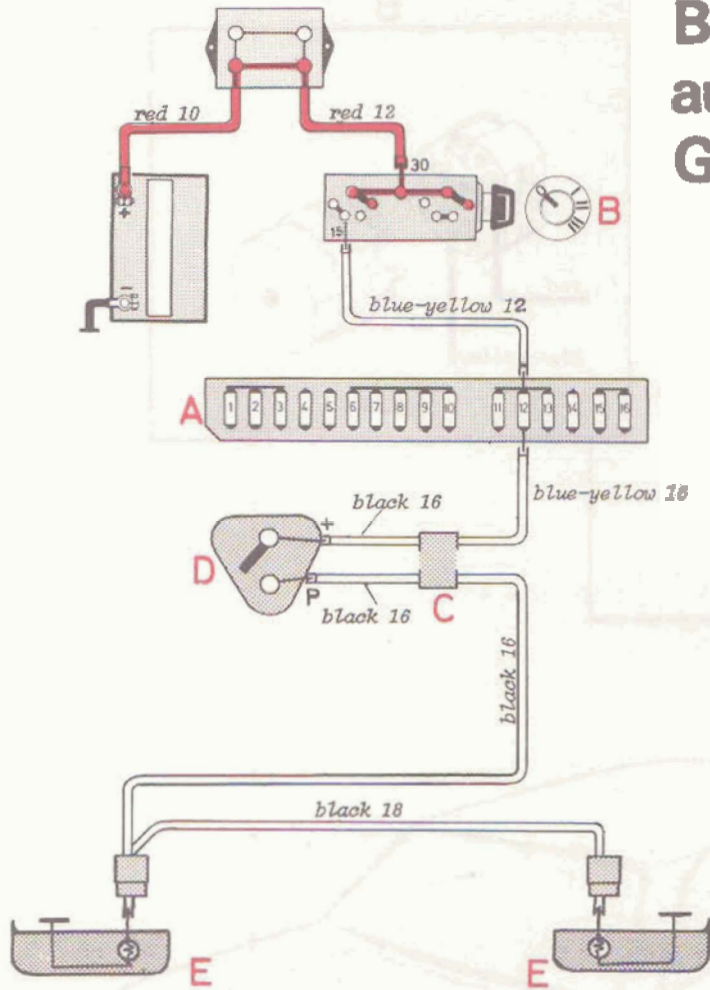 B
au
G
red 10
red 12
30
+
B
15
-
blue-yellow 12
A
1 2 3 4 5 6 7 8 9 10 11 12 13 14 15 16
blue-yellow 16
black 16
+
D
P
C
black 16
black 16
black 18
E
E